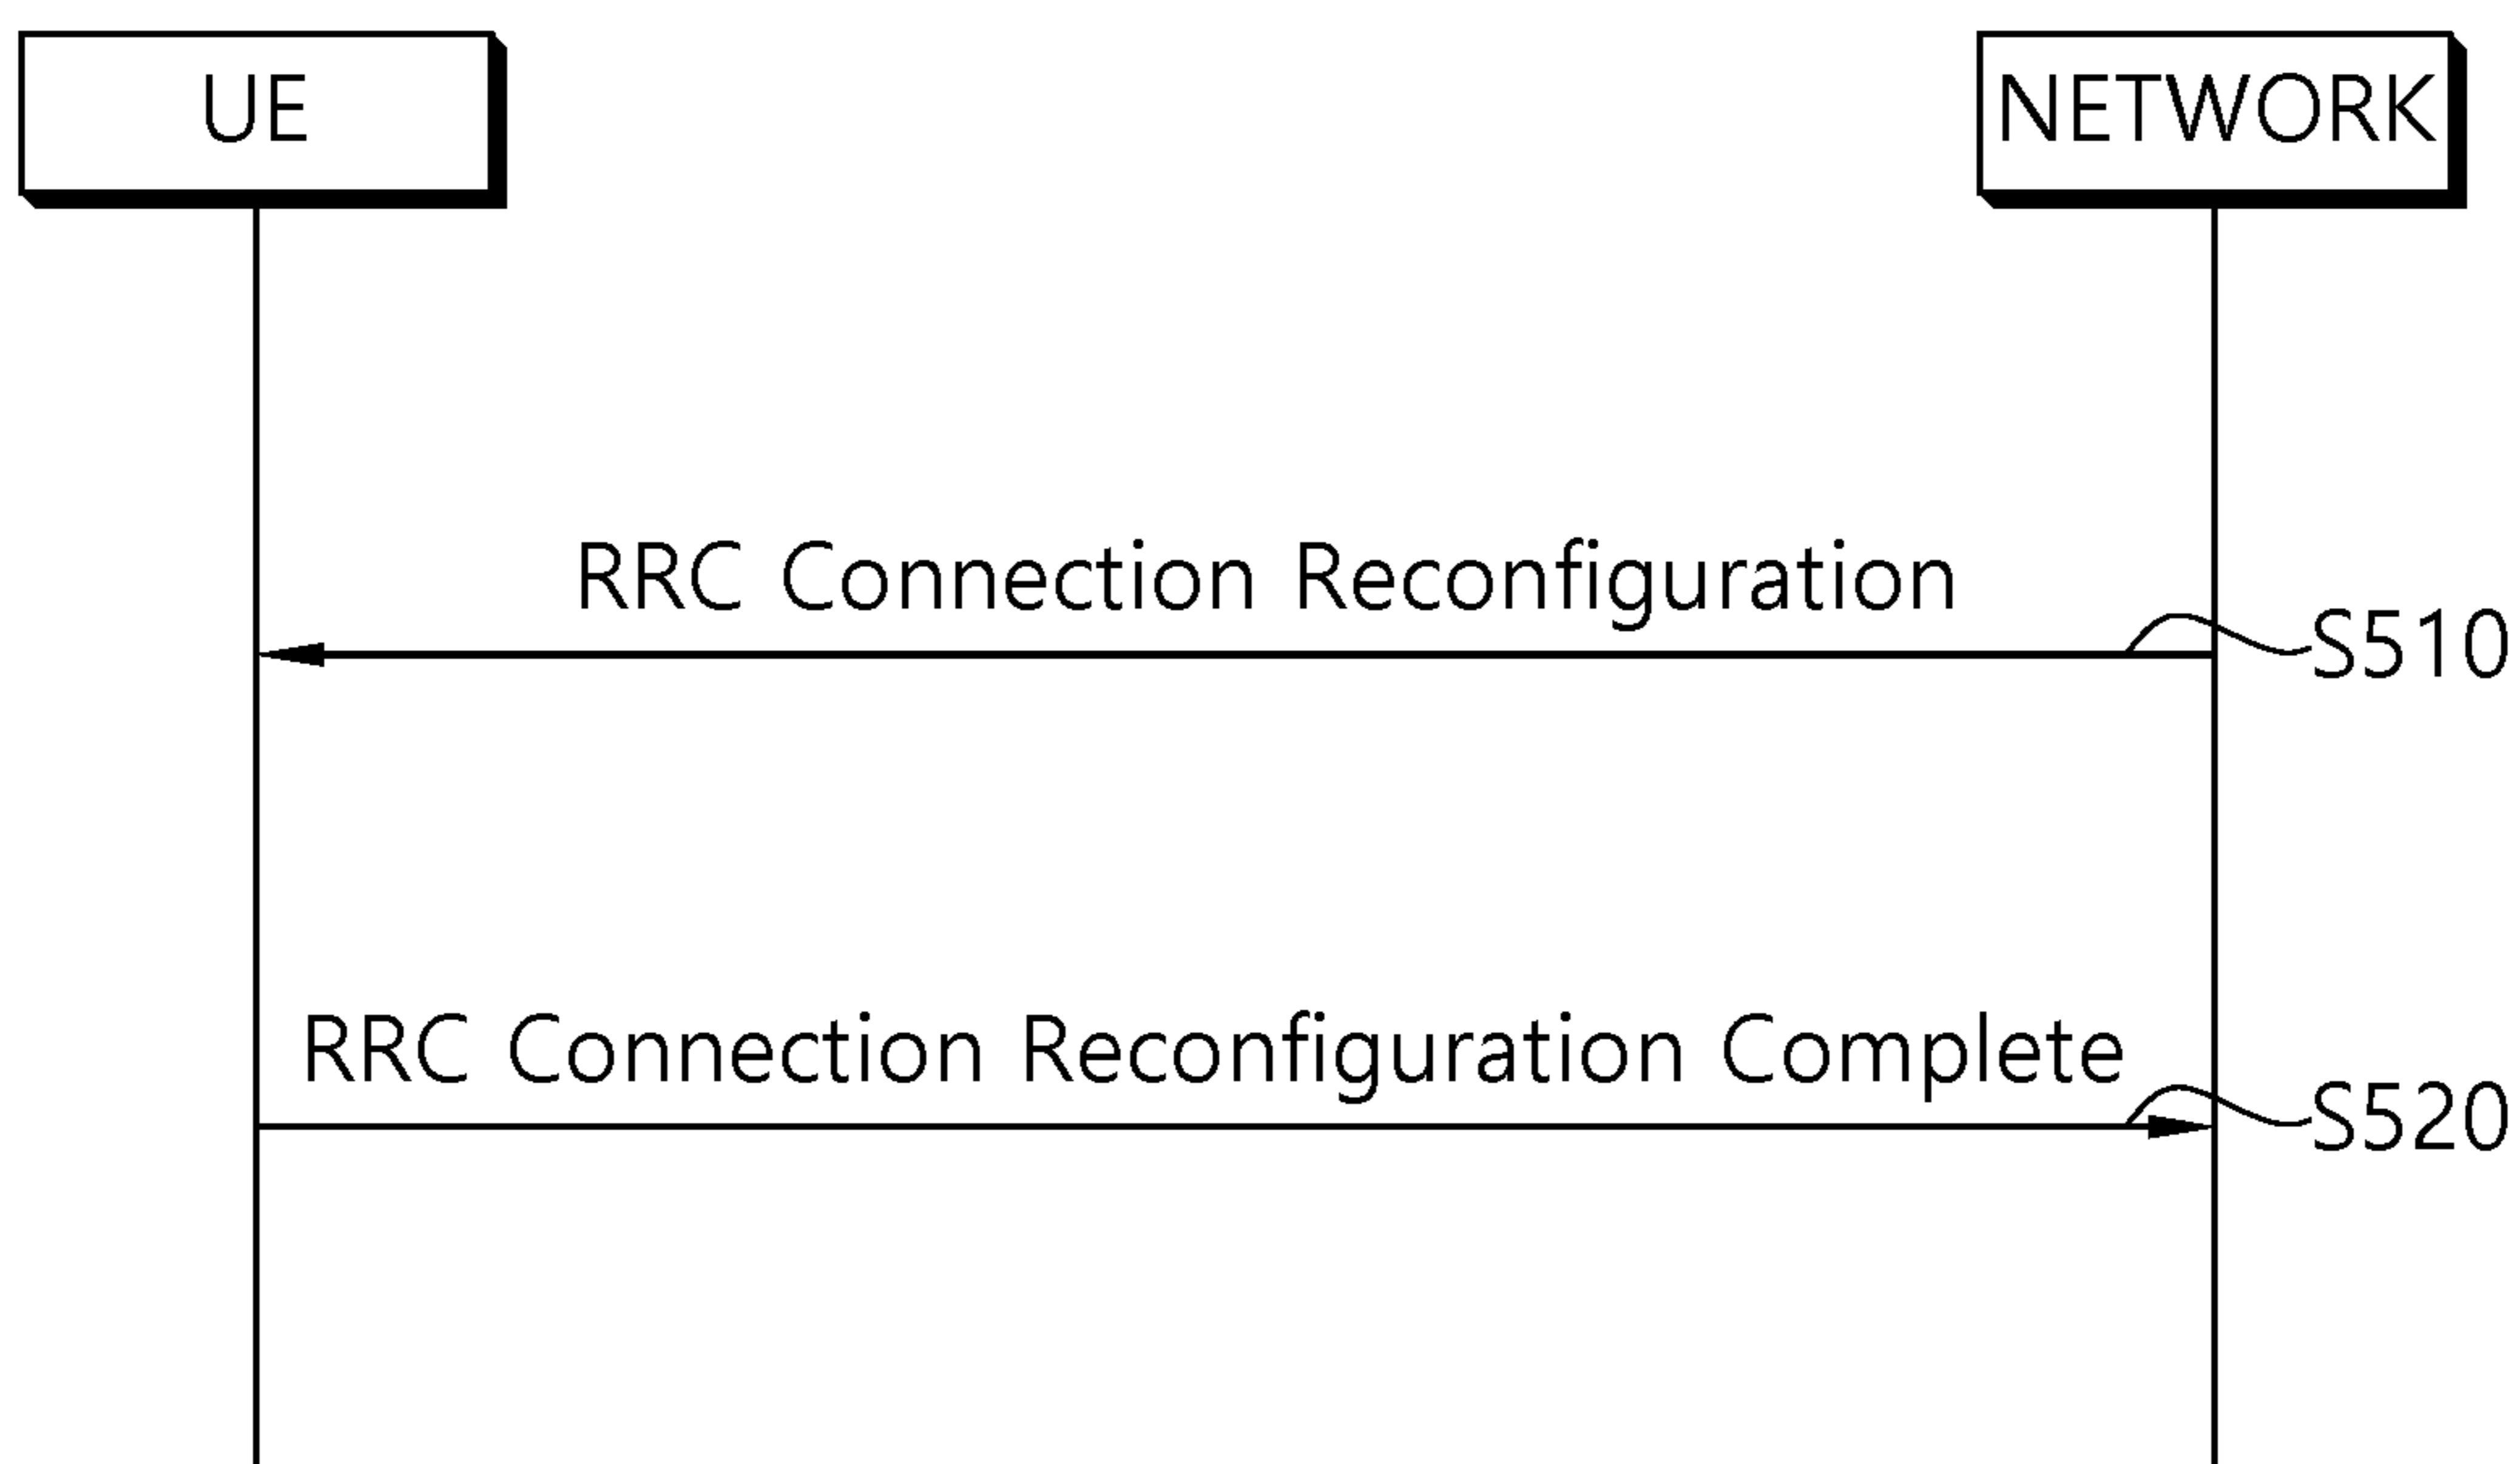 UE
NETWORK
RRC Connection Reconfiguration
S510
RRC Connection Reconfiguration Complete
S520